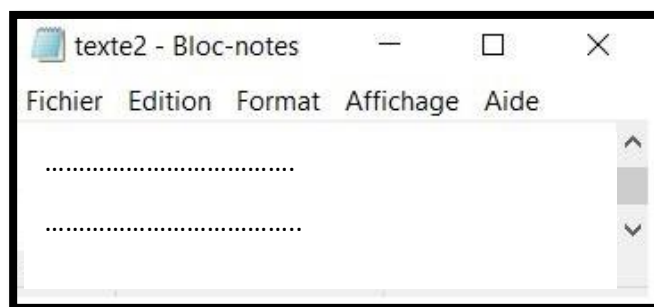 texte2 - Bloc-notes
Fichier Edition Format Affichage Aide
……………………………….
………………………………..